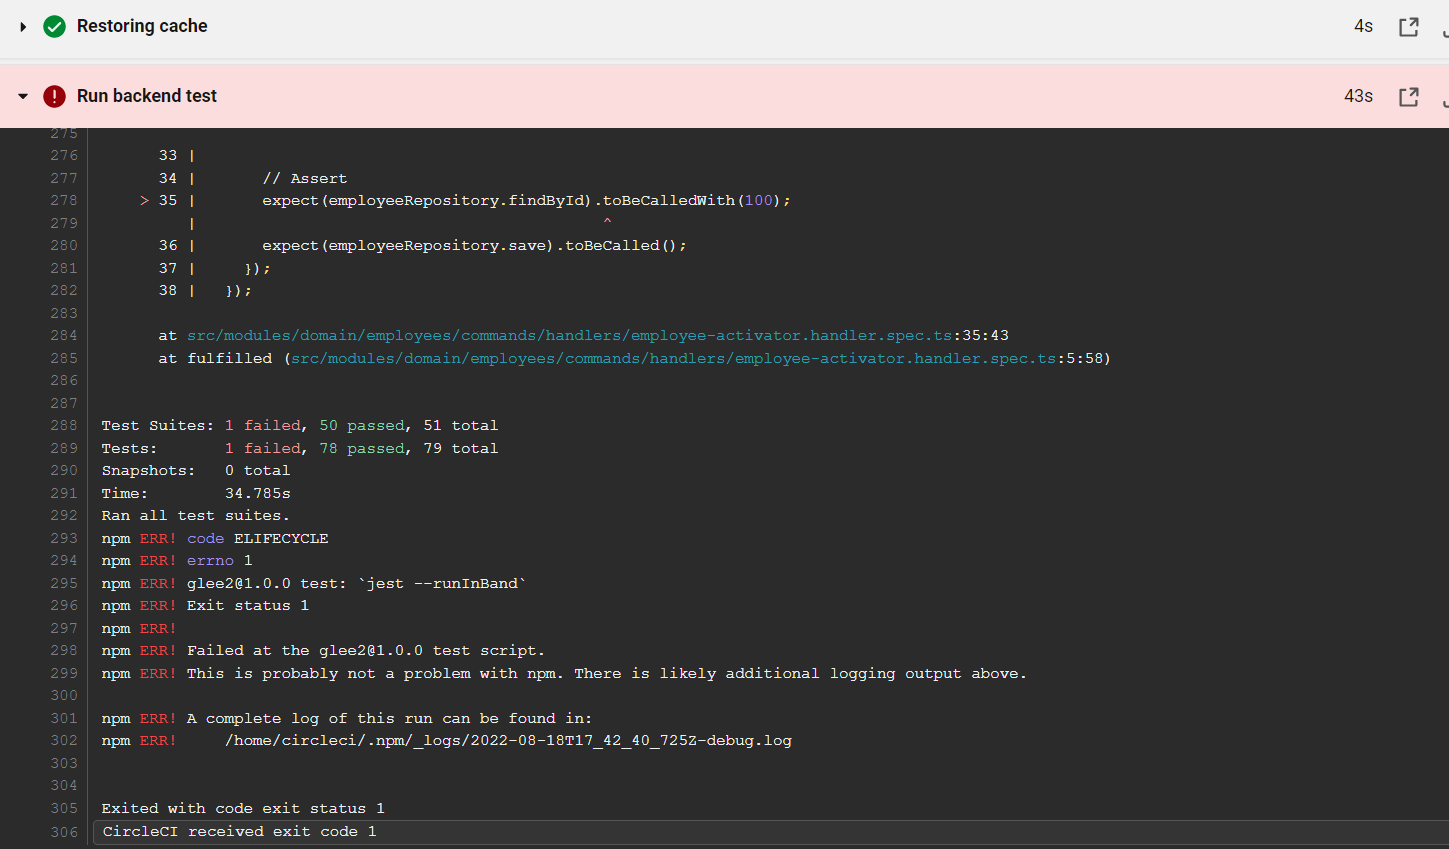 Restoring cache 4s
Run backend test 43s
275
276 33 |
277 34 | // Assert
278 > 35 | expect(employeeRepository.findById).toBeCalledWith(100);
279 | ^
280 36 | expect(employeeRepository.save).toBeCalled();
281 37 | });
282 38 | });
283
284 at src/modules/domain/employees/commands/handlers/employee-activator.handler.spec.ts:35:43
285 at fulfilled (src/modules/domain/employees/commands/handlers/employee-activator.handler.spec.ts:5:58)
286
287
288 Test Suites: 1 failed, 50 passed, 51 total
289 Tests: 1 failed, 78 passed, 79 total
290 Snapshots: 0 total
291 Time: 34.785s
292 Ran all test suites.
293 npm ERR! code ELIFECYCLE
294 npm ERR! errno 1
295 npm ERR! glee2@1.0.0 test: `jest --runInBand`
296 npm ERR! Exit status 1
297 npm ERR!
298 npm ERR! Failed at the glee2@1.0.0 test script.
299 npm ERR! This is probably not a problem with npm. There is likely additional logging output above.
300
301 npm ERR! A complete log of this run can be found in:
302 npm ERR! /home/circleci/.npm/_logs/2022-08-18T17_42_40_725Z-debug.log
303
304
305 Exited with code exit status 1
306 CircleCI received exit code 1